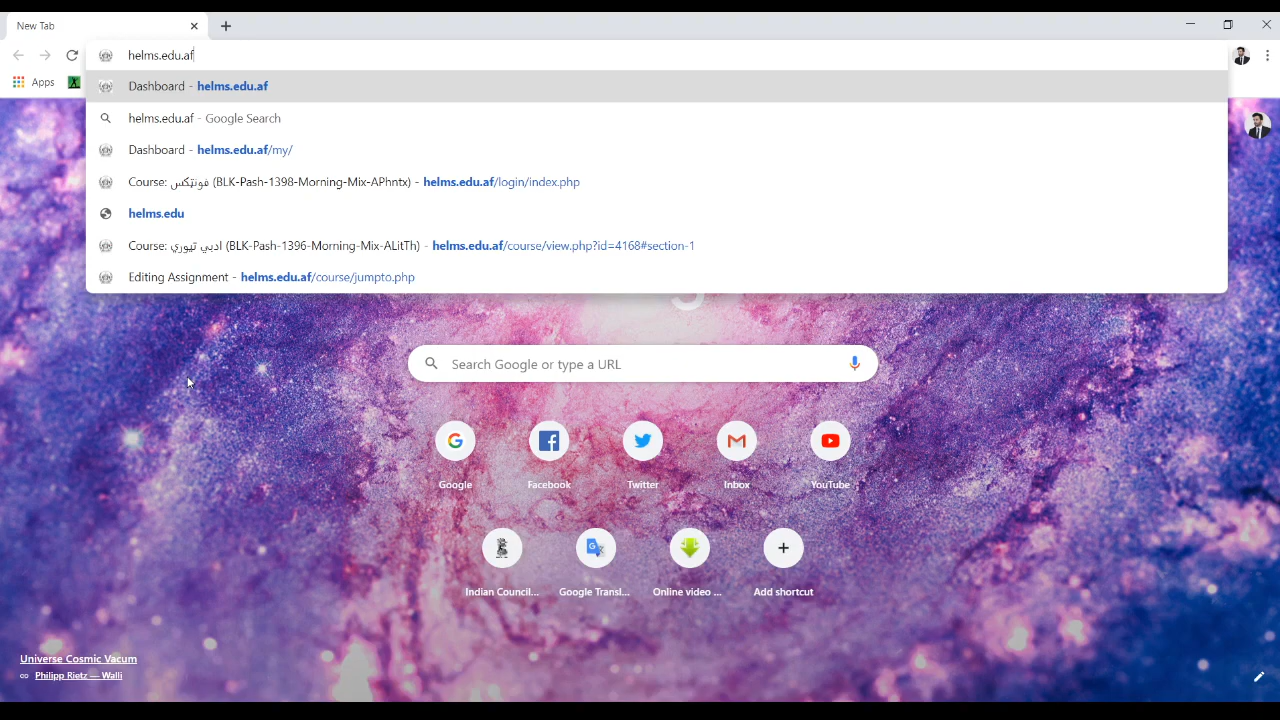 New Tab
helms.edu.af
Apps
Dashboard - helms.edu.af
helms.edu.af - Google Search
Dashboard - helms.edu.af/my/
Course: فونټکس (BLK-Pash-1398-Morning-Mix-APhntx) - helms.edu.af/login/index.php
helms.edu
Course: ادبي تیوري (BLK-Pash-1396-Morning-Mix-ALitTh) - helms.edu.af/course/view.php?id=4168#section-1
Editing Assignment - helms.edu.af/course/jumpto.php
Search Google or type a URL
Google
Facebook
Twitter
Inbox
YouTube
Indian Council...
Google Transl...
Online video ...
Add shortcut
Universe Cosmic Vacum
Philipp Rietz — Walli